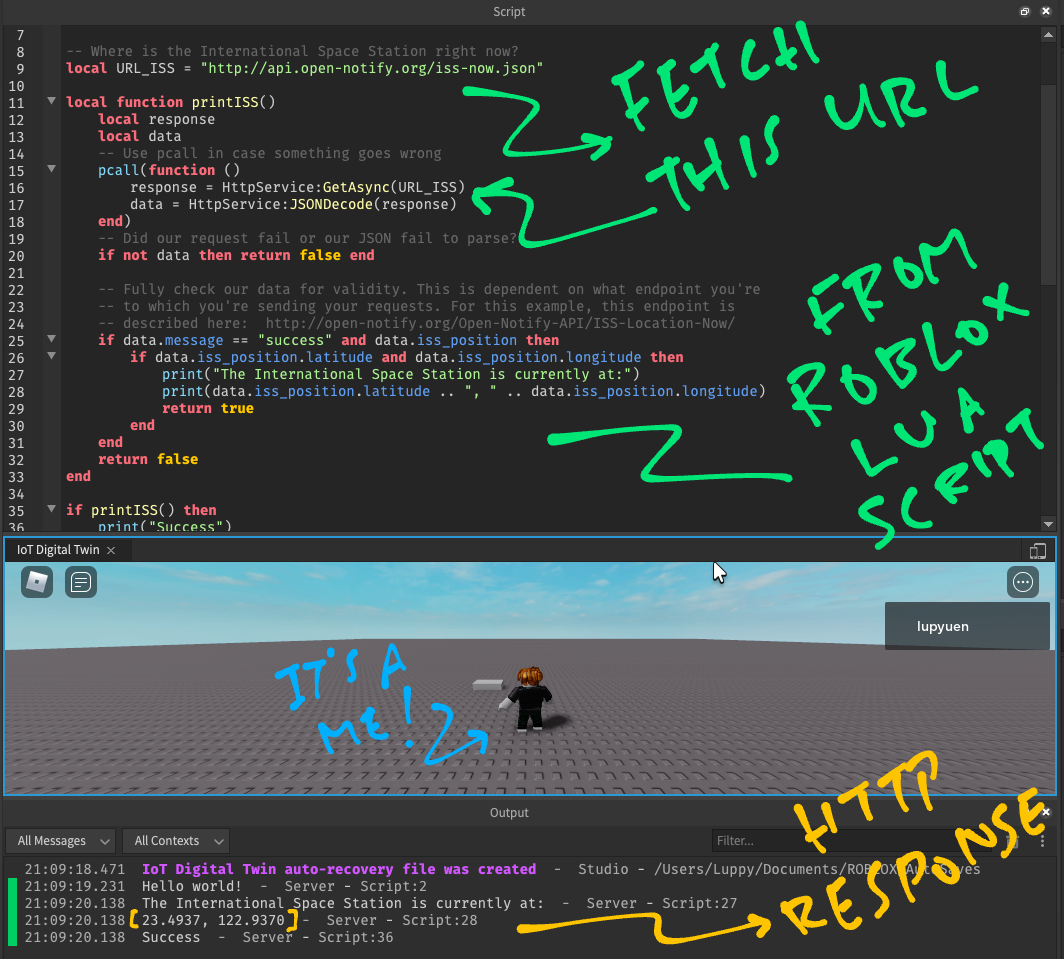 Script
7
8 -- Where is the International Space Station right now?
9 local URL_ISS = "http://api.open-notify.org/iss-now.json"
10
11 local function printISS()
12 local response
13 local data
14 -- Use pcall in case something goes wrong
15 pcall(function ()
16 response = HttpService:GetAsync(URL_ISS)
17 data = HttpService:JSONDecode(response)
18 end)
19 -- Did our request fail or our JSON fail to parse?
20 if not data then return false end
21
22 -- Fully check our data for validity. This is dependent on what endpoint you're
23 -- to which you're sending your requests. For this example, this endpoint is
24 -- described here:  http://open-notify.org/Open-Notify-API/ISS-Location-Now/
25 if data.message == "success" and data.iss_position then
26 if data.iss_position.latitude and data.iss_position.longitude then
27 print("The International Space Station is currently at:")
28 print(data.iss_position.latitude .. ", " .. data.iss_position.longitude)
29 return true
30 end
31 end
32 return false
33 end
34
35 if printISS() then
36 print("Success")
FETCH
THIS URL
FROM
ROBLOX
LUA
SCRIPT
IoT Digital Twin
lupyuen
IT'S A
ME!
Output
All Messages All Contexts Filter...
21:09:18.471 IoT Digital Twin auto-recovery file was created - Studio - /Users/Luppy/Documents/ROBLOX/AutoSaves
21:09:19.231 Hello world! - Server - Script:2
21:09:20.138 The International Space Station is currently at: - Server - Script:27
21:09:20.138 [23.4937, 122.9370] - Server - Script:28
21:09:20.138 Success - Server - Script:36
HTTP
RESPONSE